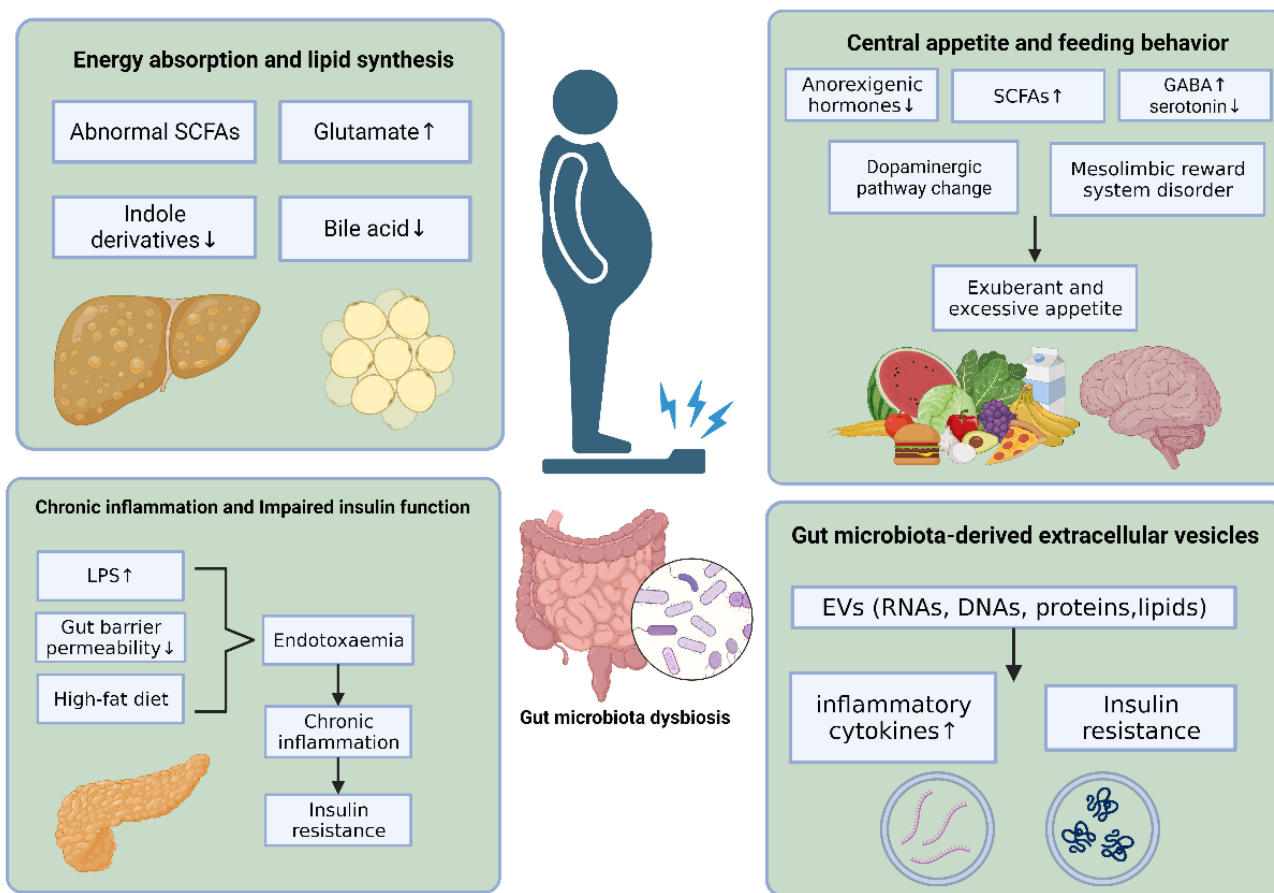 Energy absorption and lipid synthesis
Abnormal SCFAs
Glutamate↑
Indole
derivatives↓
Bile acid↓
Central appetite and feeding behavior
Anorexigenic
hormones↓
SCFAs↑
GABA↑
serotonin↓
Dopaminergic
pathway change
Mesolimbic reward
system disorder
Exuberant and
excessive appetite
Chronic inflammation and Impaired insulin function
LPS↑
Gut barrier
permeability↓
High-fat diet
Endotoxaemia
Chronic
inflammation
Insulin
resistance
Gut microbiota dysbiosis
Gut microbiota-derived extracellular vesicles
EVs (RNAs, DNAs, proteins,lipids)
inflammatory
cytokines↑
Insulin
resistance